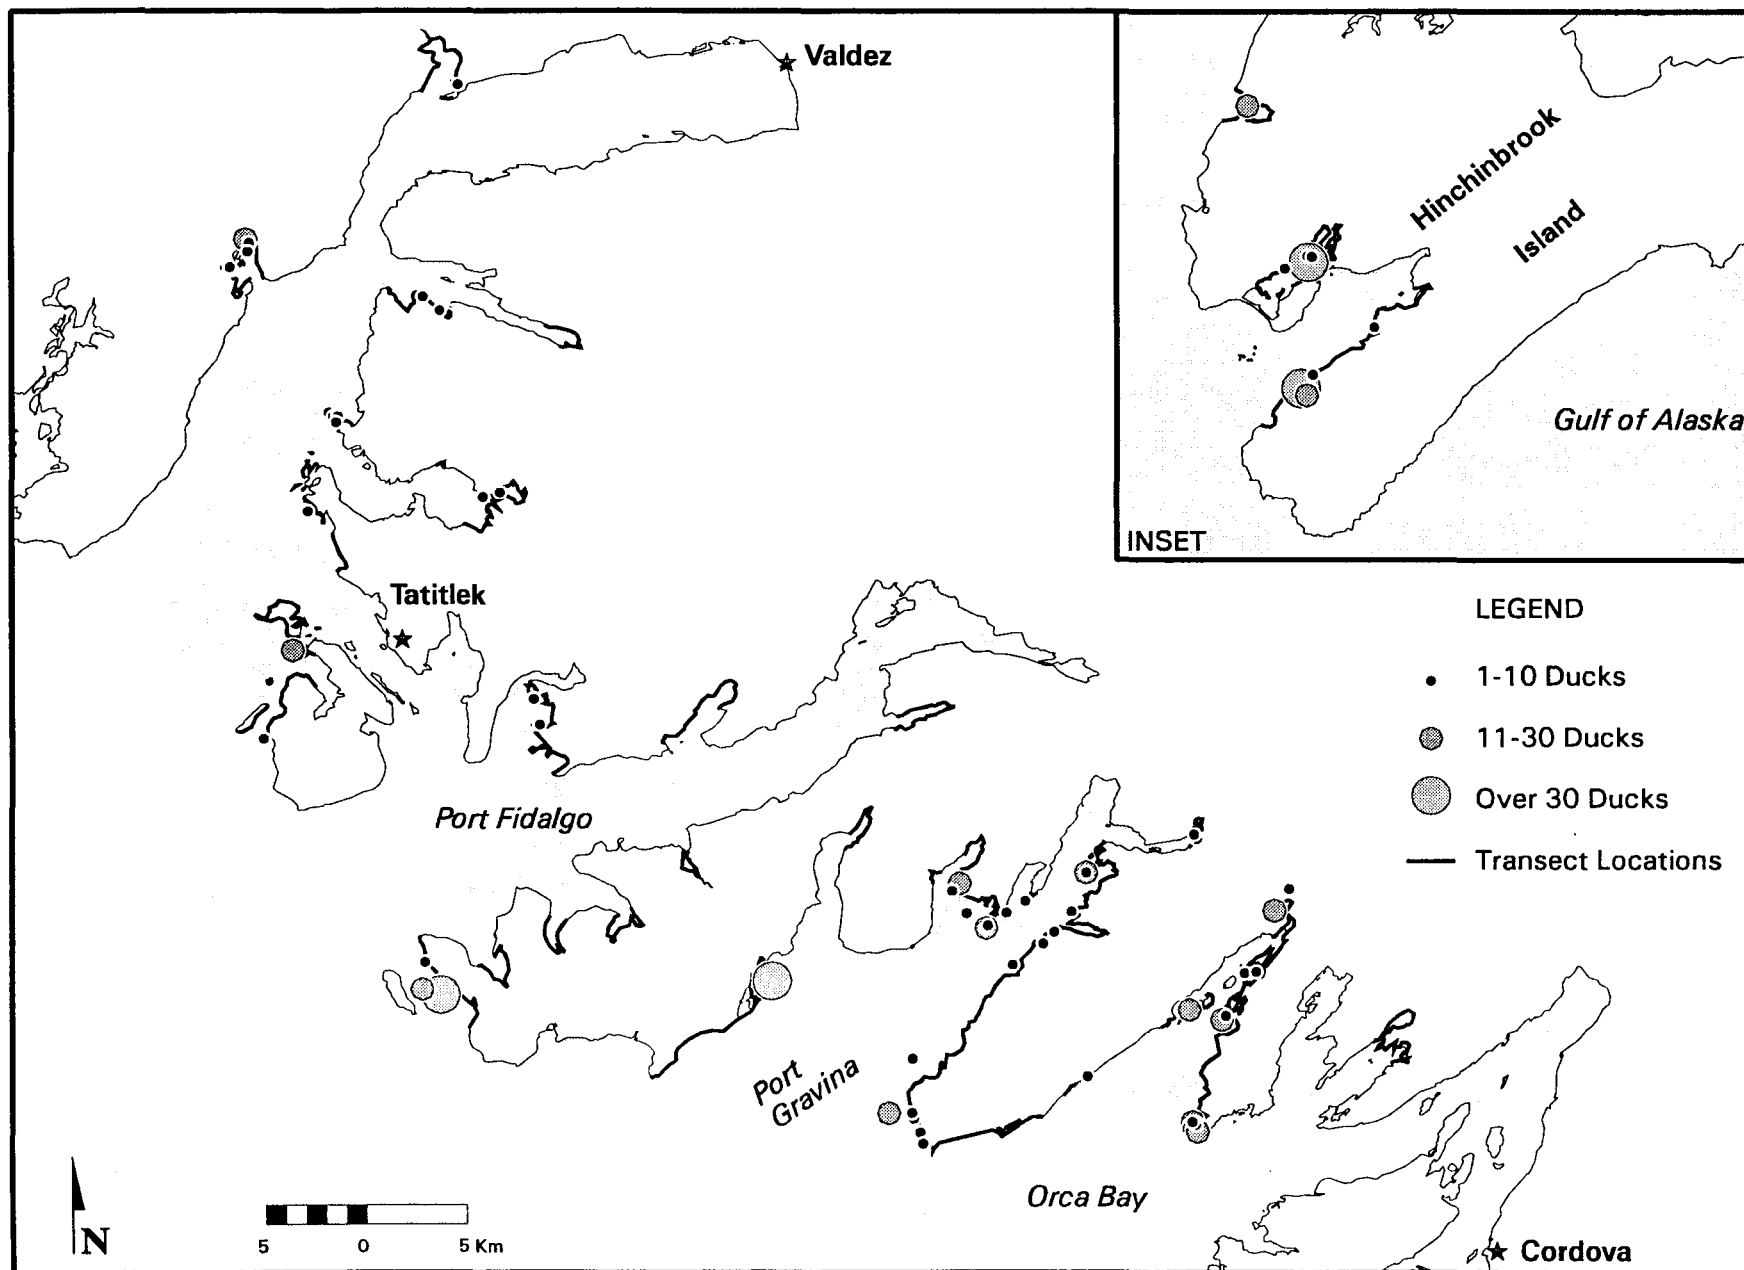 Valdez
Hinchinbrook
Island
Gulf of Alaska
INSET
Tatitlek
LEGEND
1-10 Ducks
11-30 Ducks
Over 30 Ducks
Transect Locations
Port Fidalgo
Port
Gravina
Orca Bay
N
5 0 5 Km
Cordova